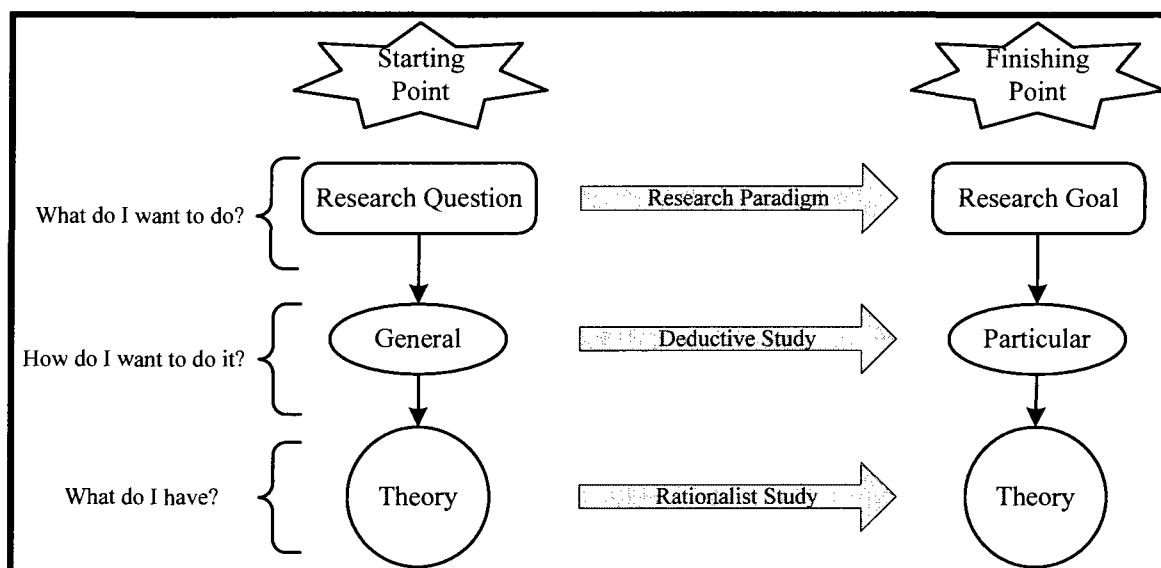 Starting
Point
Finishing
Point
What do I want to do?
Research Question
Research Paradigm
Research Goal
How do I want to do it?
General
Deductive Study
Particular
What do I have?
Theory
Rationalist Study
Theory